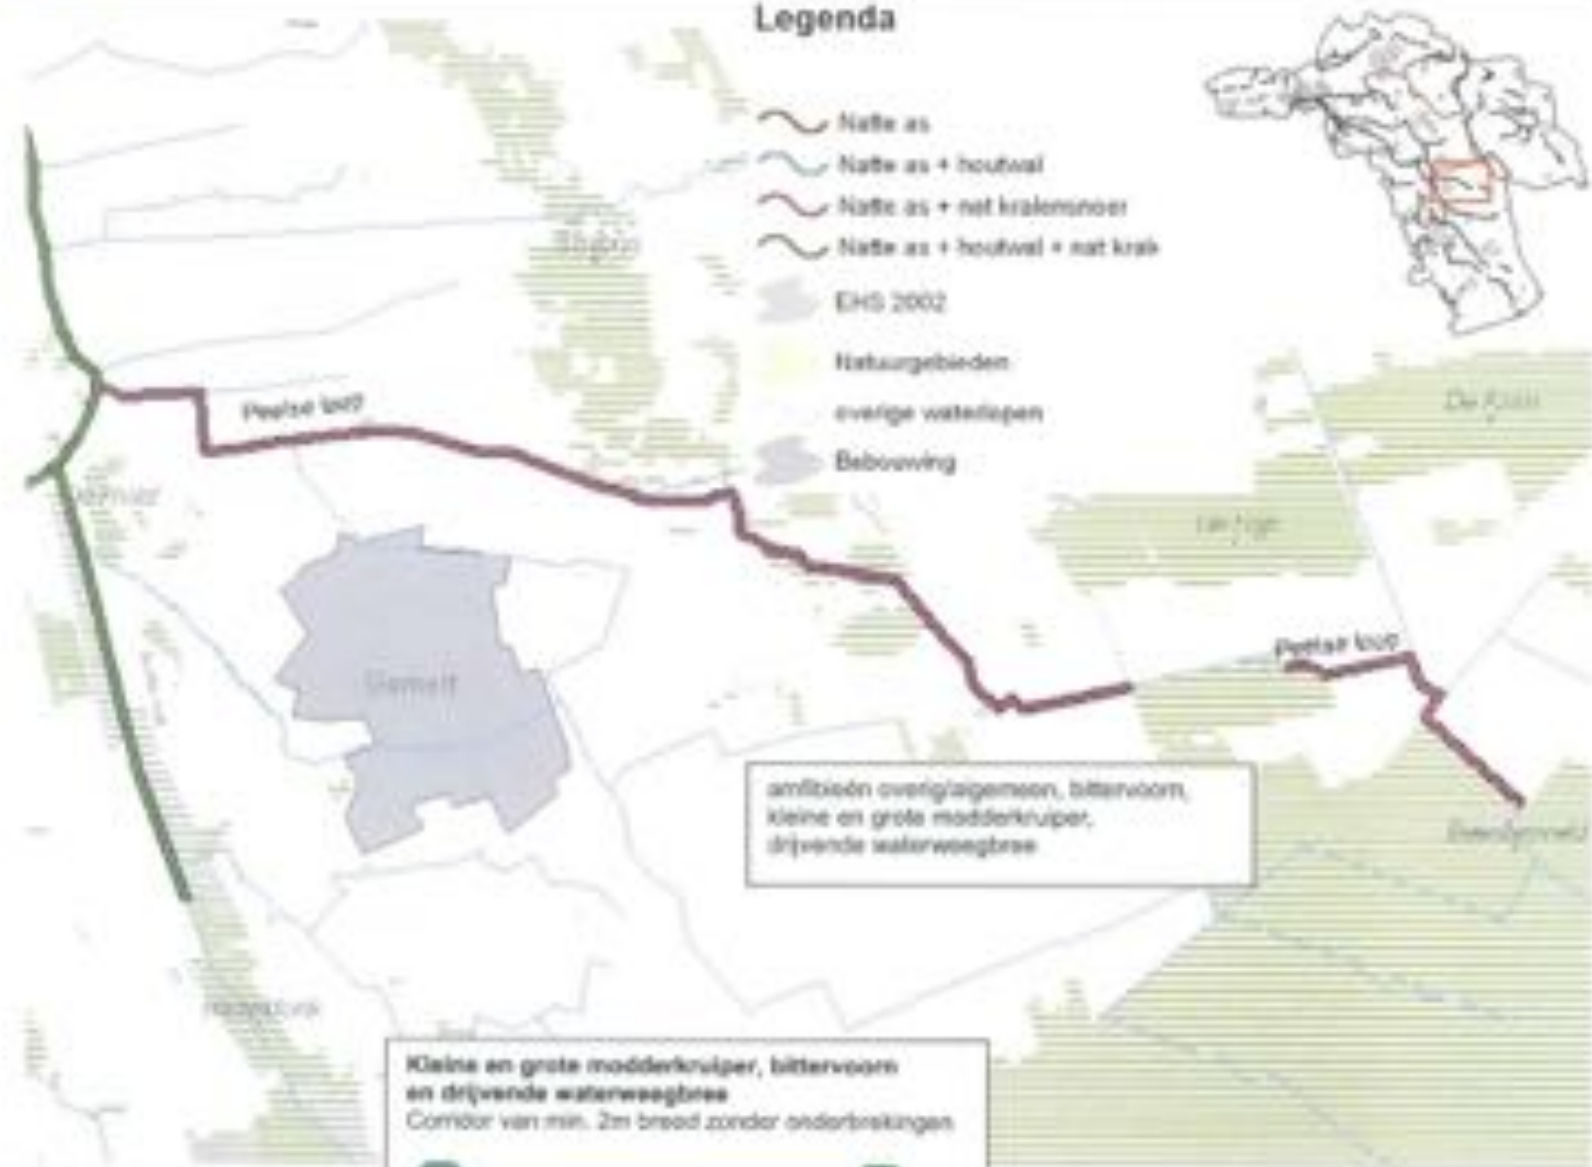 Legenda
Natte as
Natte as + houtwal
Natte as + nat kralensnoer
Natte as + houtwal + nat krale
EHS 2002
Natuurgebieden
overige waterlopen
Bebouwing
Peelse loop
Peelse loop
Gemert
amfibieën overig/algemeen, bittervoorn,
kleine en grote modderkruiper,
drijvende waterweegbree
Kleine en grote modderkruiper, bittervoorn
en drijvende waterweegbree
Corridor van min. 2m breed zonder onderbrekingen